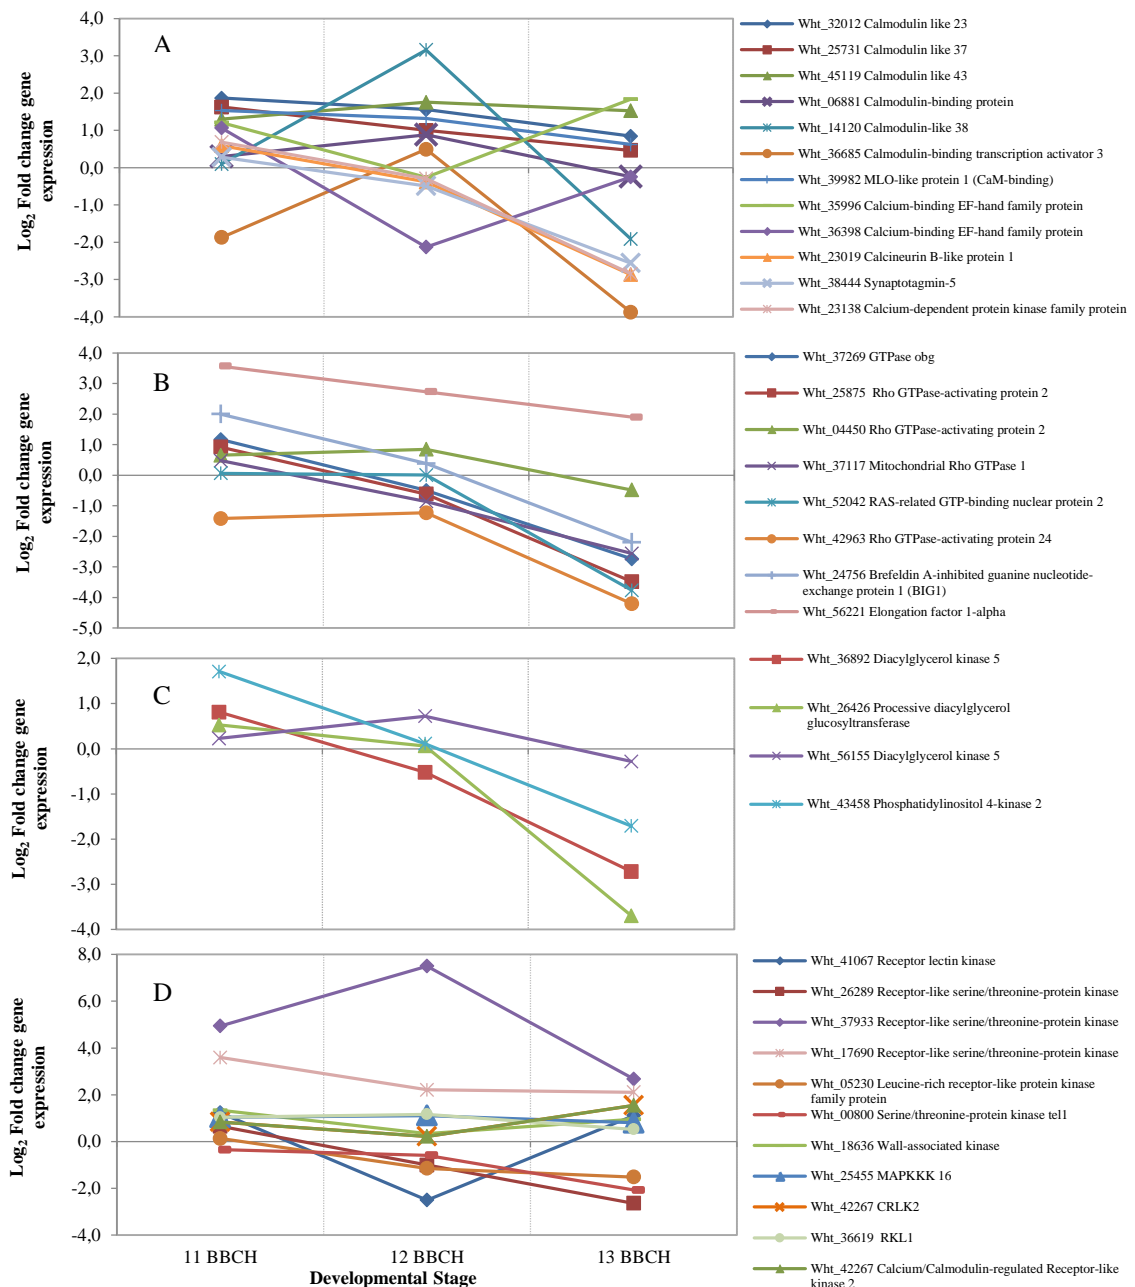 A
Log2 Fold change gene
expression
4,0
3,0
2,0
1,0
0,0
-1,0
-2,0
-3,0
-4,0
Wht_32012 Calmodulin like 23
Wht_25731 Calmodulin like 37
Wht_45119 Calmodulin like 43
Wht_06881 Calmodulin-binding protein
Wht_14120 Calmodulin-like 38
Wht_36685 Calmodulin-binding transcription activator 3
Wht_39982 MLO-like protein 1 (CaM-binding)
Wht_35996 Calcium-binding EF-hand family protein
Wht_36398 Calcium-binding EF-hand family protein
Wht_23019 Calcineurin B-like protein 1
Wht_38444 Synaptotagmin-5
Wht_23138 Calcium-dependent protein kinase family protein
B
Log2 Fold change gene
expression
4,0
3,0
2,0
1,0
0,0
-1,0
-2,0
-3,0
-4,0
-5,0
Wht_37269 GTPase obg
Wht_25875 Rho GTPase-activating protein 2
Wht_04450 Rho GTPase-activating protein 2
Wht_37117 Mitochondrial Rho GTPase 1
Wht_52042 RAS-related GTP-binding nuclear protein 2
Wht_42963 Rho GTPase-activating protein 24
Wht_24756 Brefeldin A-inhibited guanine nucleotide-
exchange protein 1 (BIG1)
Wht_56221 Elongation factor 1-alpha
C
Log2 Fold change gene
expression
2,0
1,0
0,0
-1,0
-2,0
-3,0
-4,0
Wht_36892 Diacylglycerol kinase 5
Wht_26426 Processive diacylglycerol
glucosyltransferase
Wht_56155 Diacylglycerol kinase 5
Wht_43458 Phosphatidylinositol 4-kinase 2
D
Log2 Fold change gene
expression
8,0
6,0
4,0
2,0
0,0
-2,0
-4,0
11 BBCH
12 BBCH
13 BBCH
Developmental Stage
Wht_41067 Receptor lectin kinase
Wht_26289 Receptor-like serine/threonine-protein kinase
Wht_37933 Receptor-like serine/threonine-protein kinase
Wht_17690 Receptor-like serine/threonine-protein kinase
Wht_05230 Leucine-rich receptor-like protein kinase
family protein
Wht_00800 Serine/threonine-protein kinase tel1
Wht_18636 Wall-associated kinase
Wht_25455 MAPKKK 16
Wht_42267 CRLK2
Wht_36619 RKL1
Wht_42267 Calcium/Calmodulin-regulated Receptor-like
kinase 2